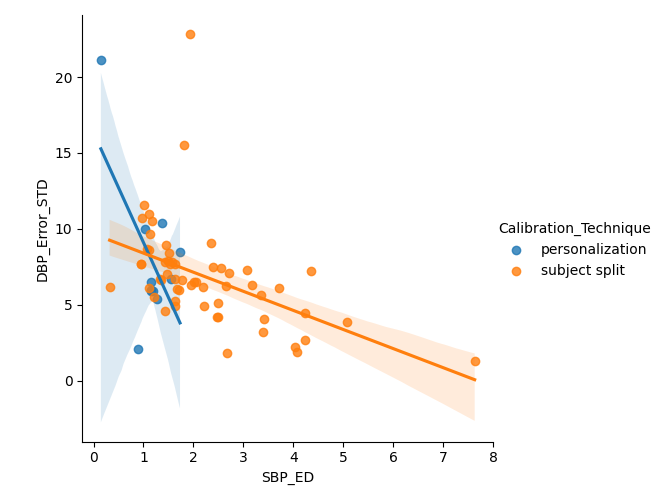 DBP_Error_STD
20
15
10
5
0
0 1 2 3 4 5 6 7 8
SBP_ED
Calibration_Technique
personalization
subject split